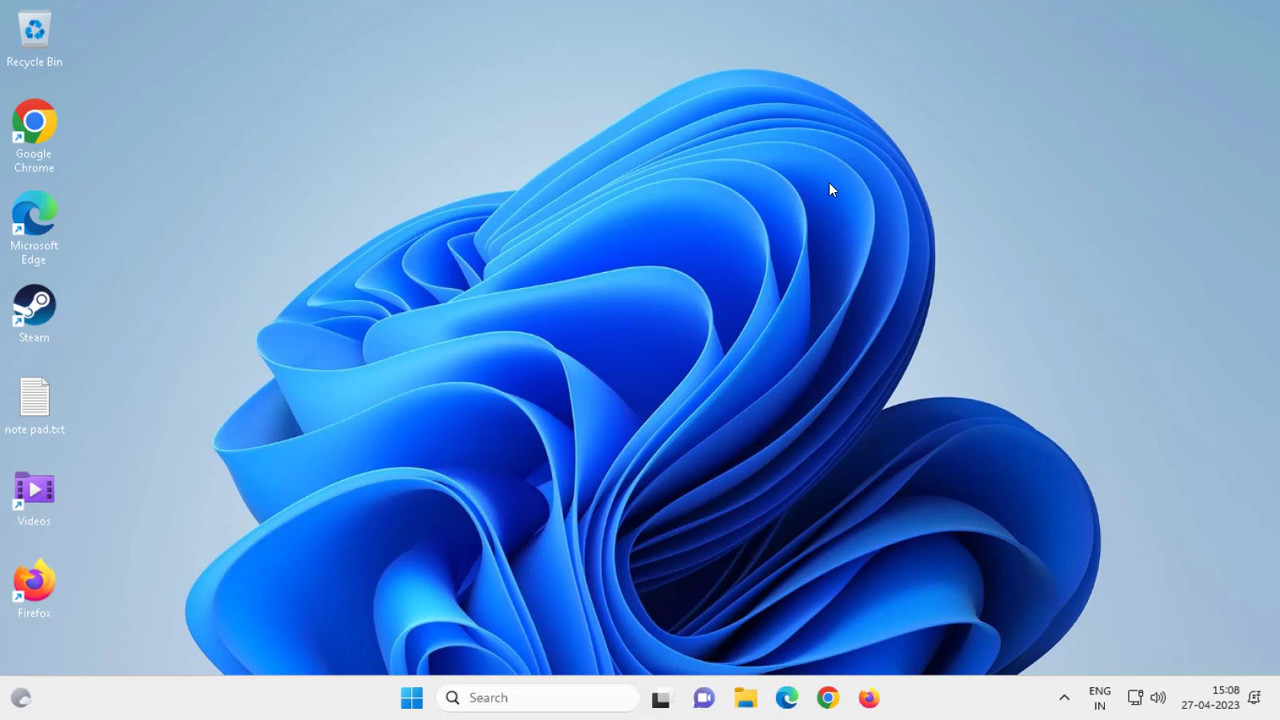 Recycle Bin
Google
Chrome
Microsoft
Edge
Steam
note pad.txt
Videos
Firefox
Search
ENG
IN
15:08
27-04-2023